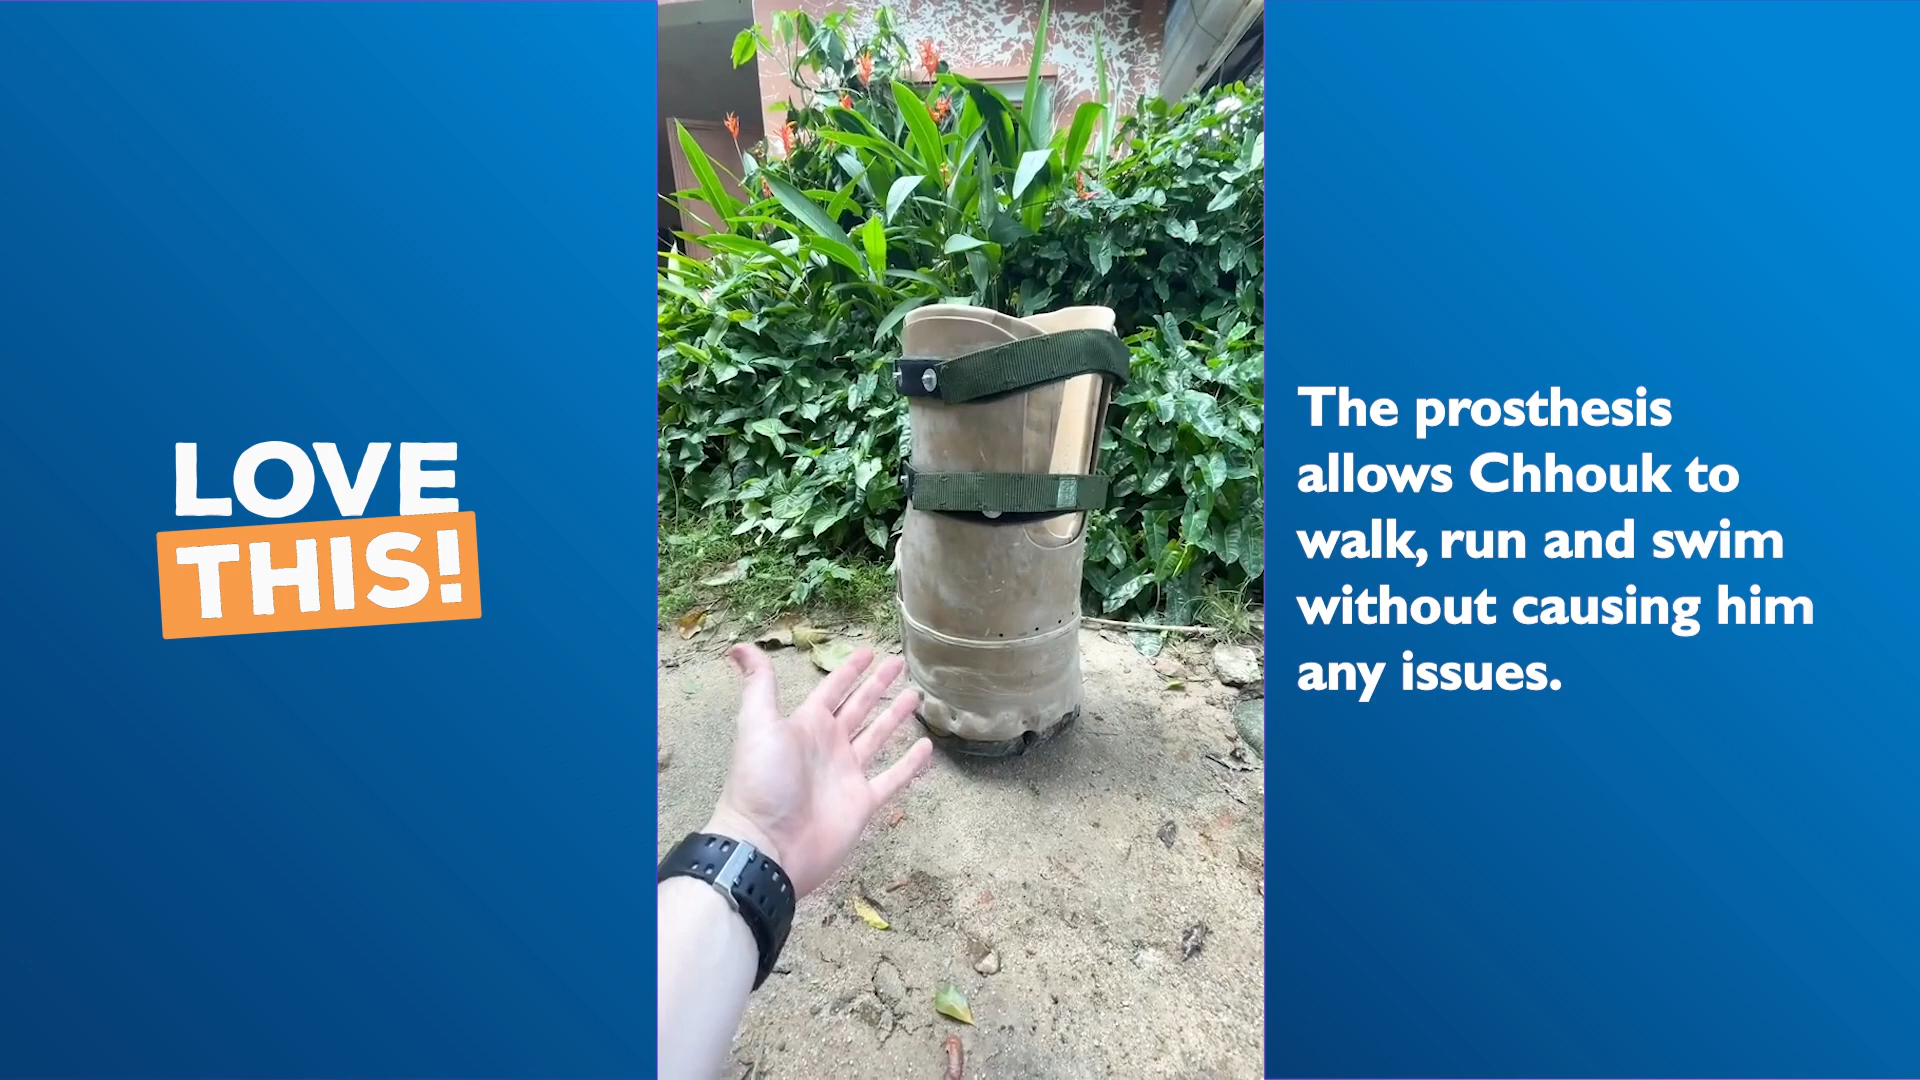 LOVE
THIS!
The prosthesis
allows Chhouk to
walk, run and swim
without causing him
any issues.